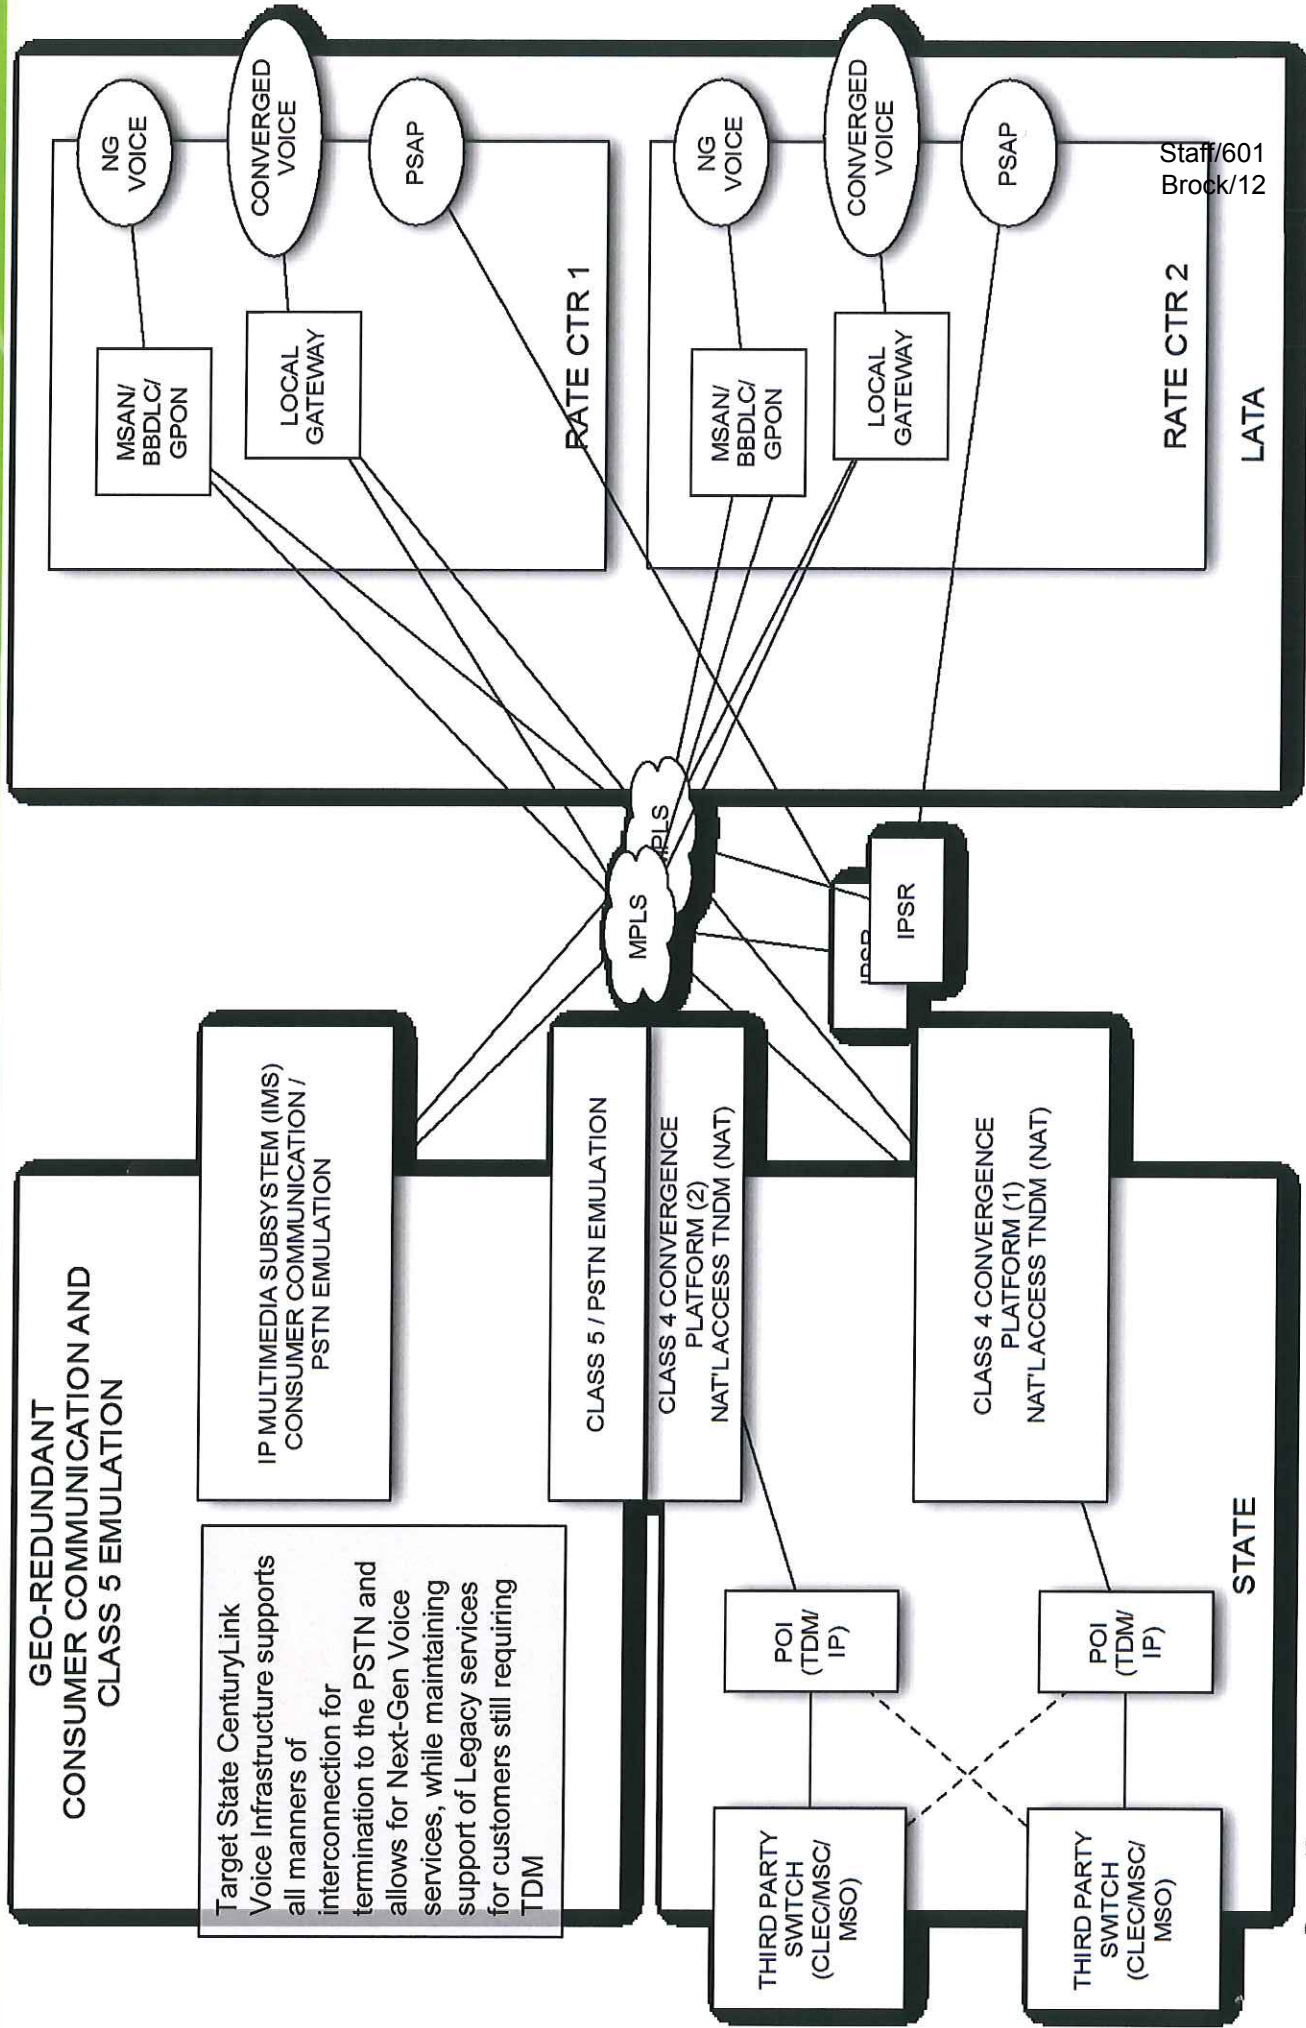 GEO-REDUNDANT
CONSUMER COMMUNICATION AND
CLASS 5 EMULATION
Target State CenturyLink
Voice Infrastructure supports
all manners of
interconnection for
termination to the PSTN and
allows for Next-Gen Voice
services, while maintaining
support of Legacy services
for customers still requiring
TDM
IP MULTIMEDIA SUBSYSTEM (IMS)
CONSUMER COMMUNICATION /
PSTN EMULATION
CLASS 5 / PSTN EMULATION
CLASS 4 CONVERGENCE
PLATFORM (2)
NAT'L ACCESS TNDM (NAT)
CLASS 4 CONVERGENCE
PLATFORM (1)
NAT'L ACCESS TNDM (NAT)
THIRD PARTY
SWITCH
(CLEC/MSC/
MSO)
POI
(TDM/
IP)
THIRD PARTY
SWITCH
(CLEC/MSC/
MSO)
POI
(TDM/
IP)
STATE
MPLS
MPLS
IPSR
IPSR
MSAN/
BBDLC/
GPON
NG
VOICE
LOCAL
GATEWAY
CONVERGED
VOICE
PSAP
RATE CTR 1
MSAN/
BBDLC/
GPON
NG
VOICE
LOCAL
GATEWAY
CONVERGED
VOICE
PSAP
RATE CTR 2
LATA
Staff/601
Brock/12